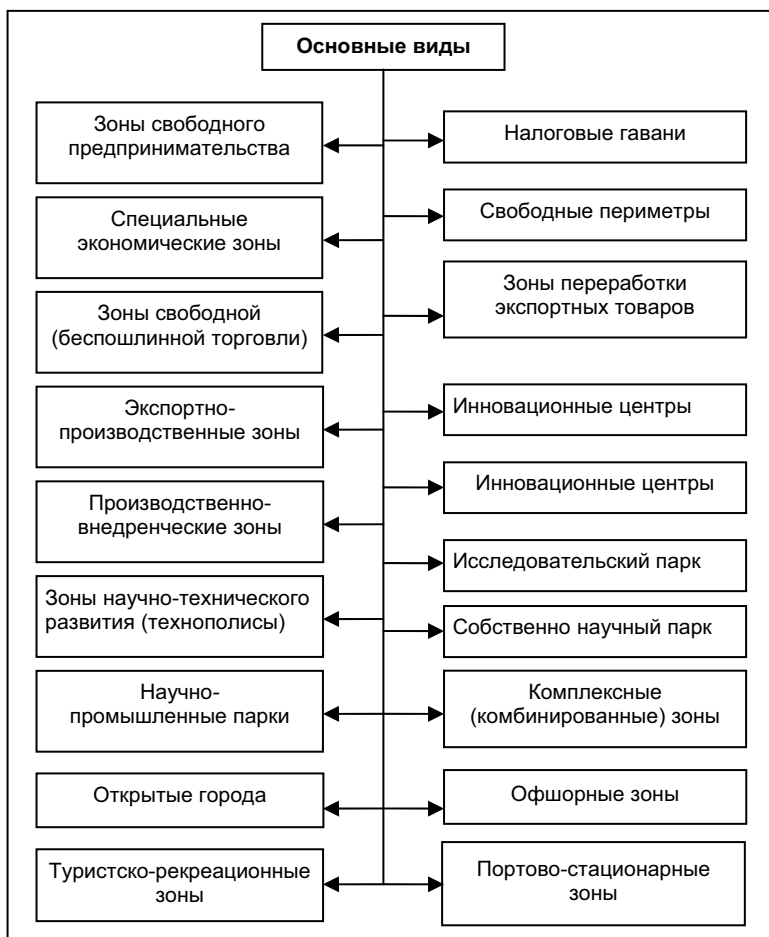 Основные виды
Зоны свободного
предпринимательства
Налоговые гавани
Специальные
экономические зоны
Свободные периметры
Зоны свободной
(беспошлинной торговли)
Зоны переработки
экспортных товаров
Экспортно-
производственные зоны
Инновационные центры
Производственно-
внедренческие зоны
Инновационные центры
Исследовательский парк
Зоны научно-технического
развития (технополисы)
Собственно научный парк
Научно-
промышленные парки
Комплексные
(комбинированные) зоны
Открытые города
Офшорные зоны
Туристско-рекреационные
зоны
Портово-стационарные
зоны